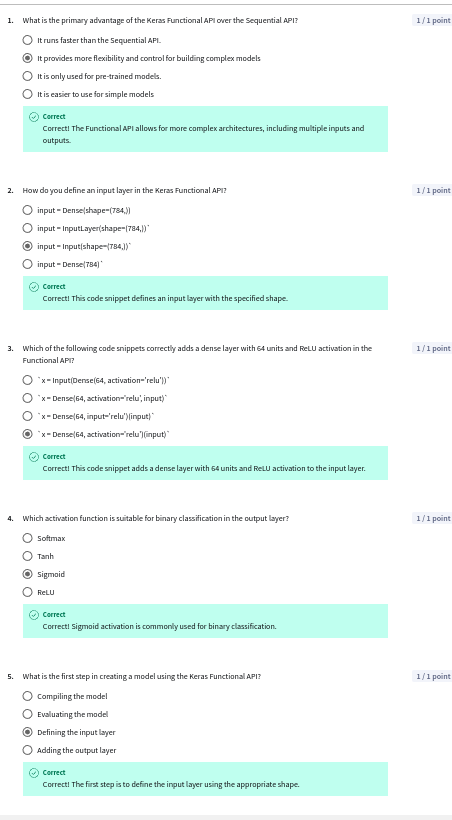 1. What is the primary advantage of the Keras Functional API over the Sequential API? 1 / 1 point
It runs faster than the Sequential API.
It provides more flexibility and control for building complex models
It is only used for pre-trained models.
It is easier to use for simple models
Correct
Correct! The Functional API allows for more complex architectures, including multiple inputs and
outputs.
2. How do you define an input layer in the Keras Functional API? 1 / 1 point
input = Dense(shape=(784,))
input = InputLayer(shape=(784,))`
input = Input(shape=(784,))`
input = Dense(784)`
Correct
Correct! This code snippet defines an input layer with the specified shape.
3. Which of the following code snippets correctly adds a dense layer with 64 units and ReLU activation in the 1 / 1 point
Functional API?
`x = Input(Dense(64, activation='relu'))`
`x = Dense(64, activation='relu', input)`
`x = Dense(64, input='relu')(input)`
`x = Dense(64, activation='relu')(input)`
Correct
Correct! This code snippet adds a dense layer with 64 units and ReLU activation to the input layer.
4. Which activation function is suitable for binary classification in the output layer? 1 / 1 point
Softmax
Tanh
Sigmoid
ReLU
Correct
Correct! Sigmoid activation is commonly used for binary classification.
5. What is the first step in creating a model using the Keras Functional API? 1 / 1 point
Compiling the model
Evaluating the model
Defining the input layer
Adding the output layer
Correct
Correct! The first step is to define the input layer using the appropriate shape.